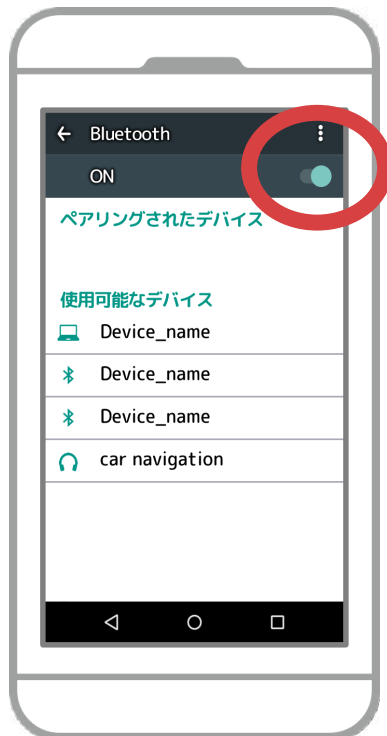 Bluetooth
ON
ペアリングされたデバイス
使用可能なデバイス
Device_name
Device_name
Device_name
car navigation